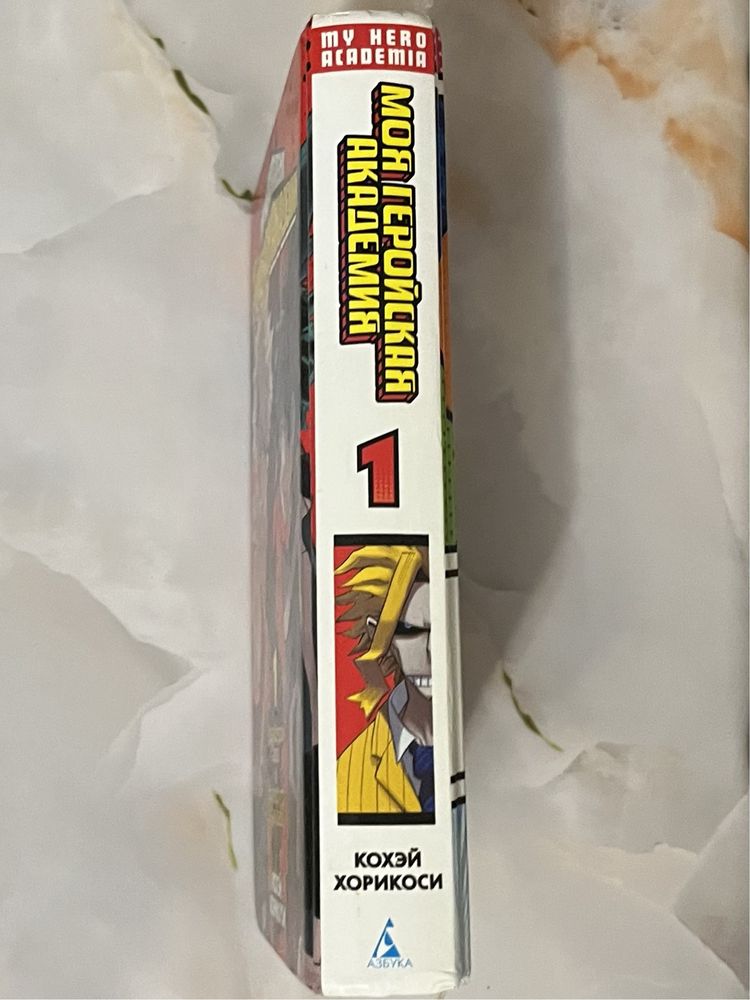 MY HERO
ACADEMIA
МОЯ ГЕРОЙСКАЯ
АКАДЕМИЯ
1
КОХЭЙ
ХОРИКОСИ
АЗБУКА